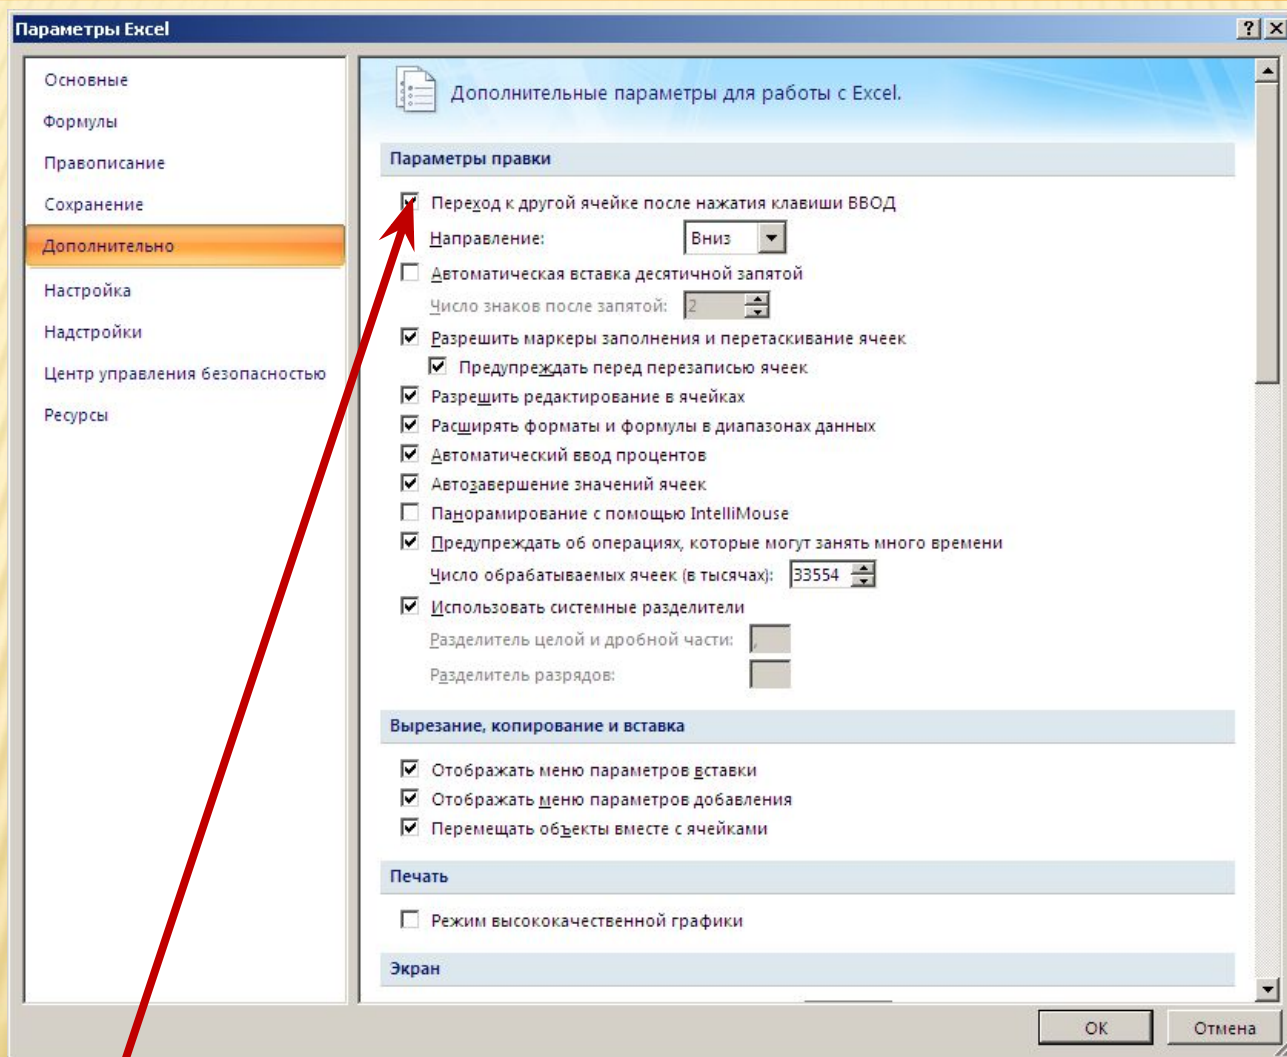 Параметры Excel
Основные
Формулы
Правописание
Сохранение
Дополнительно
Настройка
Надстройки
Центр управления безопасностью
Ресурсы
Дополнительные параметры для работы с Excel.
Параметры правки
Переход к другой ячейке после нажатия клавиши ВВОД
Направление: Вниз
Автоматическая вставка десятичной запятой
Число знаков после запятой: 2
Разрешить маркеры заполнения и перетаскивание ячеек
Предупреждать перед перезаписью ячеек
Разрешить редактирование в ячейках
Расширять форматы и формулы в диапазонах данных
Автоматический ввод процентов
Автозавершение значений ячеек
Панорамирование с помощью IntelliMouse
Предупреждать об операциях, которые могут занять много времени
Число обрабатываемых ячеек (в тысячах): 33554
Использовать системные разделители
Разделитель целой и дробной части: ,
Разделитель разрядов:
Вырезание, копирование и вставка
Отображать меню параметров вставки
Отображать меню параметров добавления
Перемещать объекты вместе с ячейками
Печать
Режим высококачественной графики
Экран
ОК Отмена